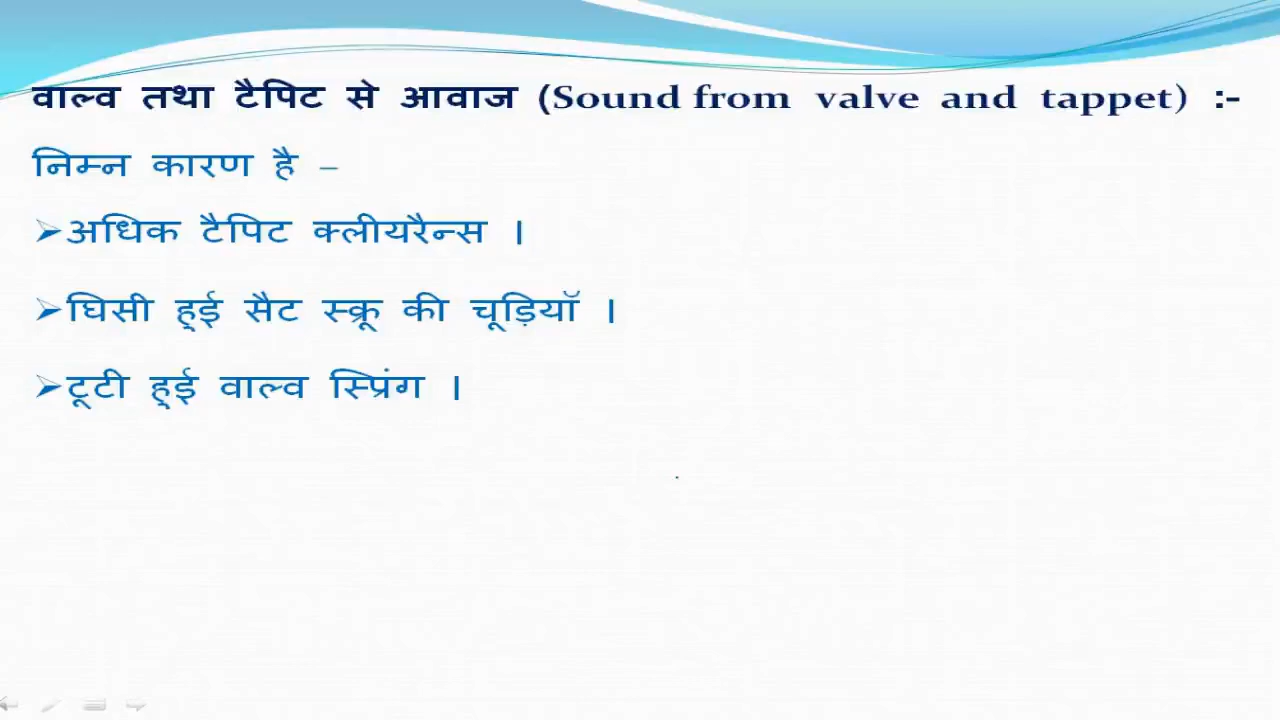 वाल्व तथा टैपिट से आवाज (Sound from valve and tappet) :-
निम्न कारण है –
➢अधिक टैपिट क्लीयरैन्स ।
➢घिसी हुई सैट स्क्रू की चूड़ियॉ ।
➢टूटी हुई वाल्व स्प्रिंग ।